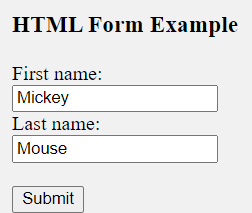 HTML Form Example
First name:
Mickey
Last name:
Mouse
Submit